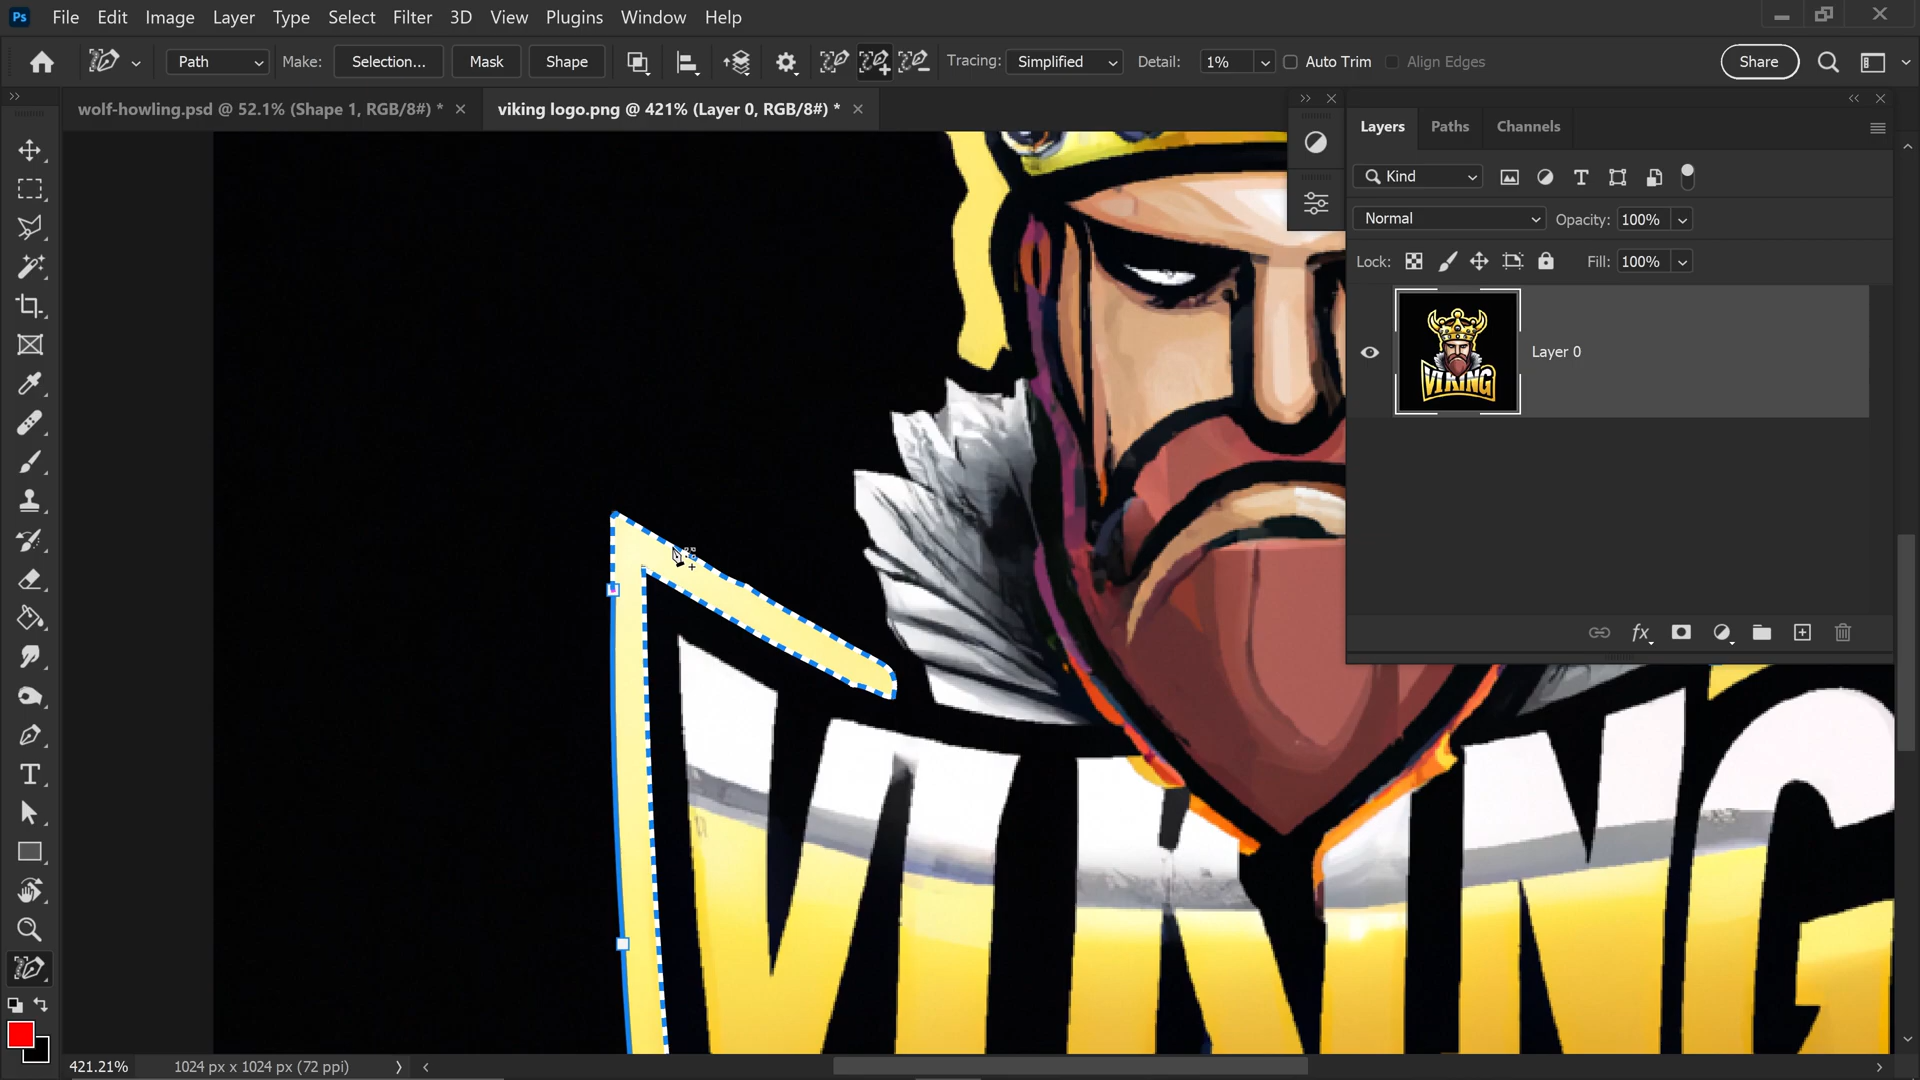 Ps File Edit Image Layer Type Select Filter 3D View Plugins Window Help
Path Make: Selection... Mask Shape Tracing: Simplified Detail: 1% Auto Trim Align Edges Share
wolf-howling.psd @ 52.1% (Shape 1, RGB/8#) * viking logo.png @ 421% (Layer 0, RGB/8#) *
Layers Paths Channels
Kind
Normal Opacity: 100%
Lock: Fill: 100%
VIKING
Layer 0
fx
VIKING
421.21% 1024 px x 1024 px (72 ppi)